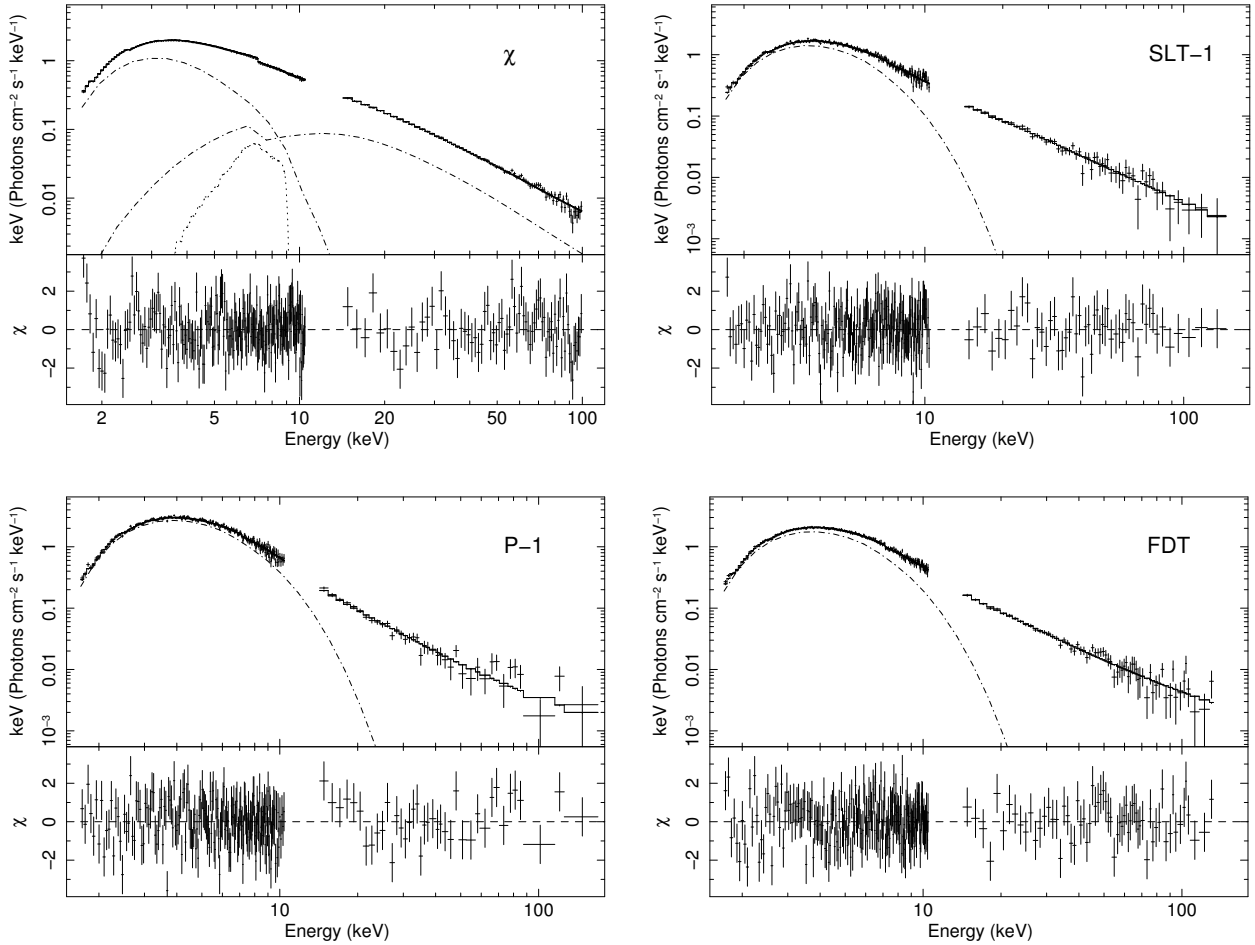 χ
keV (Photons cm−2 s−1 keV−1)
1
0.1
0.01
χ
2
0
−2
2 5 10 20 50 100
Energy (keV)
SLT−1
keV (Photons cm−2 s−1 keV−1)
1
0.1
0.01
10−3
χ
2
0
−2
10 100
Energy (keV)
P−1
keV (Photons cm−2 s−1 keV−1)
1
0.1
0.01
10−3
χ
2
0
−2
10 100
Energy (keV)
FDT
keV (Photons cm−2 s−1 keV−1)
1
0.1
0.01
10−3
χ
2
0
−2
10 100
Energy (keV)